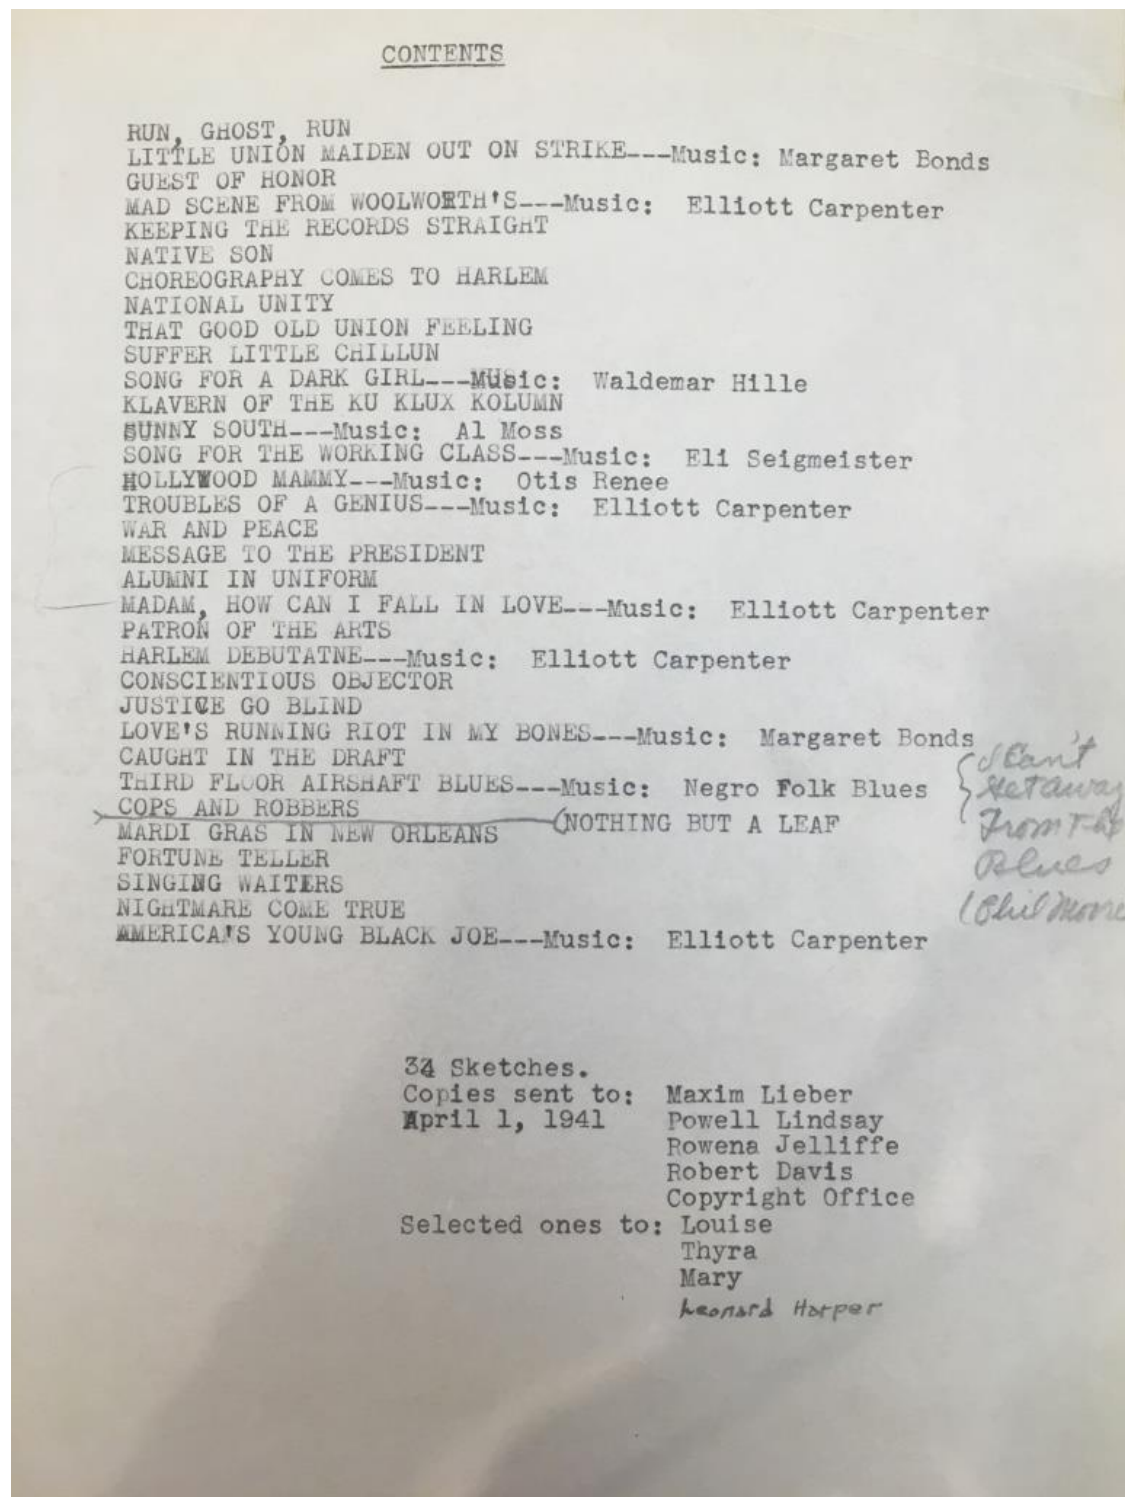 CONTENTS
RUN, GHOST, RUN
LITTLE UNION MAIDEN OUT ON STRIKE---Music: Margaret Bonds
GUEST OF HONOR
MAD SCENE FROM WOOLWORTH'S---Music: Elliott Carpenter
KEEPING THE RECORDS STRAIGHT
NATIVE SON
CHOREOGRAPHY COMES TO HARLEM
NATIONAL UNITY
THAT GOOD OLD UNION FEELING
SUFFER LITTLE CHILLUN
SONG FOR A DARK GIRL---Music: Waldemar Hille
KLAVERN OF THE KU KLUX KOLUMN
SUNNY SOUTH---Music: Al Moss
SONG FOR THE WORKING CLASS---Music: Eli Seigmeister
HOLLYWOOD MAMMY---Music: Otis Renee
TROUBLES OF A GENIUS---Music: Elliott Carpenter
WAR AND PEACE
MESSAGE TO THE PRESIDENT
ALUMNI IN UNIFORM
MADAM, HOW CAN I FALL IN LOVE---Music: Elliott Carpenter
PATRON OF THE ARTS
HARLEM DEBUTATNE---Music: Elliott Carpenter
CONSCIENTIOUS OBJECTOR
JUSTICE GO BLIND
LOVE'S RUNNING RIOT IN MY BONES---Music: Margaret Bonds
CAUGHT IN THE DRAFT
THIRD FLOOR AIRSHAFT BLUES---Music: Negro Folk Blues
{I Can't
Get away
From The
Blues
(Phil Moore
COPS AND ROBBERS
(NOTHING BUT A LEAF
MARDI GRAS IN NEW ORLEANS
FORTUNE TELLER
SINGING WAITERS
NIGHTMARE COME TRUE
AMERICA'S YOUNG BLACK JOE---Music: Elliott Carpenter
34 Sketches.
Copies sent to: Maxim Lieber
April 1, 1941 Powell Lindsay
Rowena Jelliffe
Robert Davis
Copyright Office
Selected ones to: Louise
Thyra
Mary
Leonard Harper